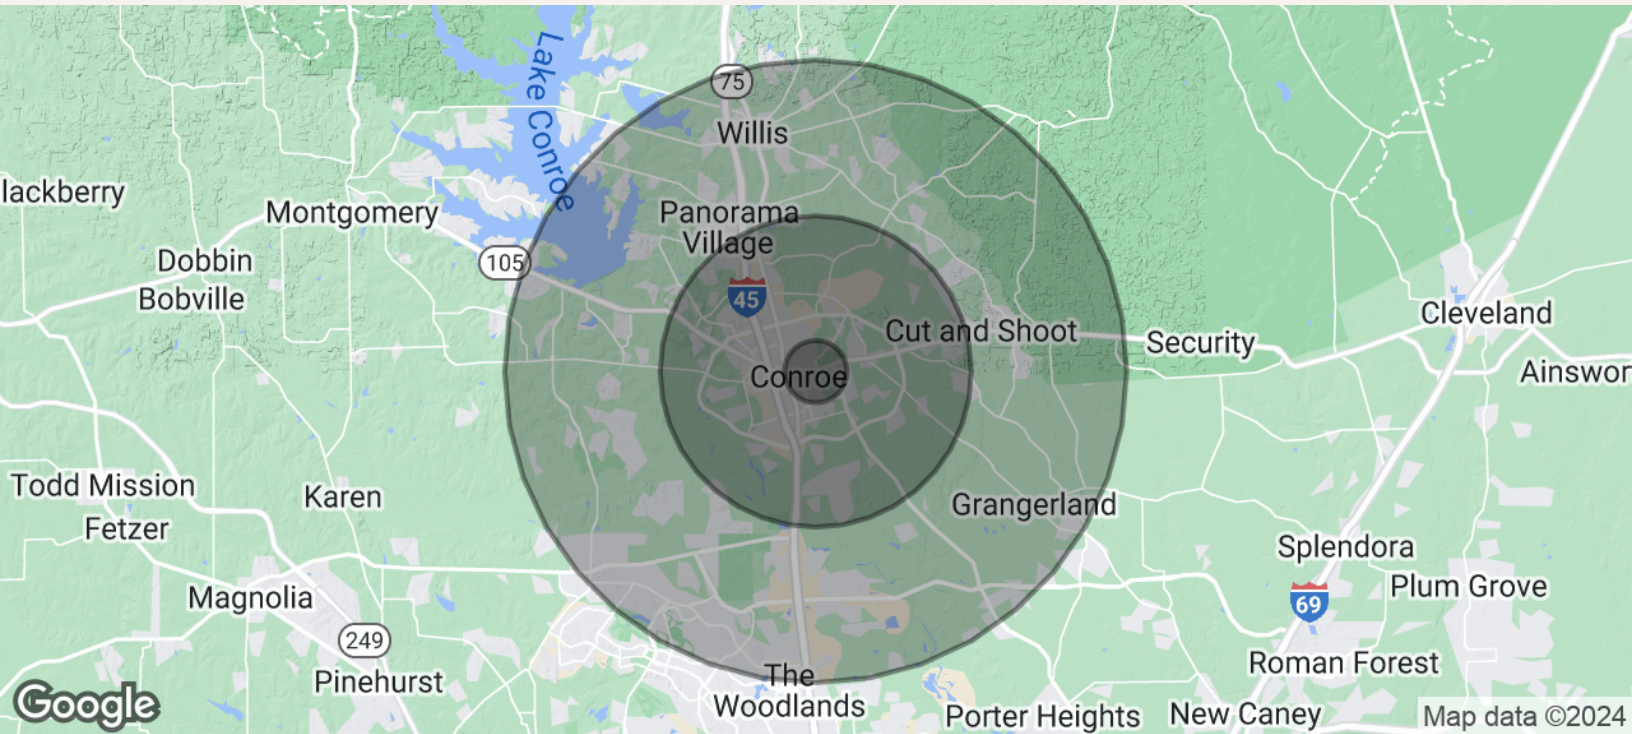 Lake Conroe
75
Willis
lackberry
Montgomery
Panorama
Village
105
Dobbin
Bobville
45
Cut and Shoot
Security
Cleveland
Conroe
Ainswor
Todd Mission
Karen
Fetzer
Grangerland
Splendora
Plum Grove
Magnolia
69
249
Pinehurst
The
Woodlands
Roman Forest
Porter Heights
New Caney
Google
Map data ©2024